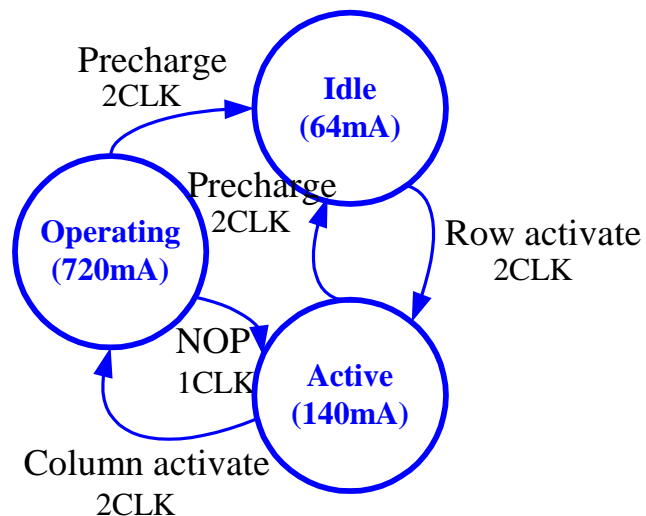 Precharge
2CLK
Idle
(64mA)
Precharge
2CLK
Operating
(720mA)
Row activate
2CLK
NOP
1CLK
Active
(140mA)
Column activate
2CLK